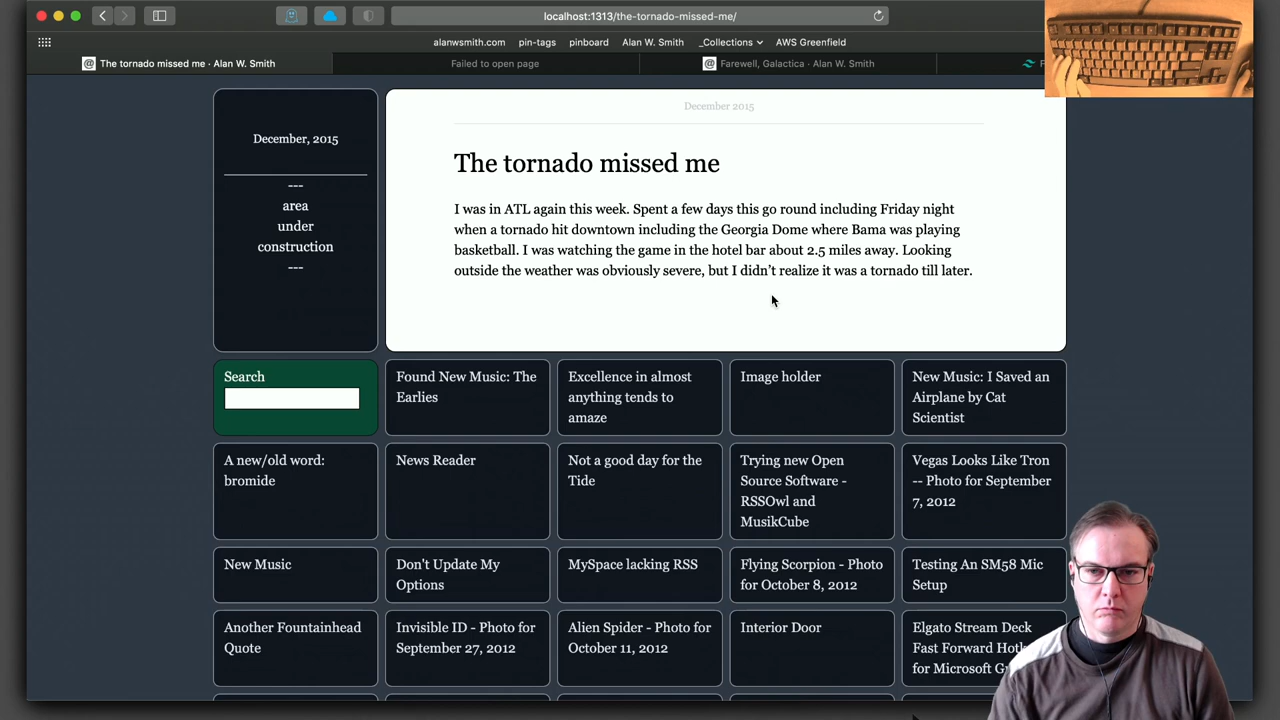 localhost:1313/the-tornado-missed-me/
alanwsmith.com pin-tags pinboard Alan W. Smith _Collections AWS Greenfield
@ The tornado missed me · Alan W. Smith
Failed to open page
@ Farewell, Galactica · Alan W. Smith
F
December, 2015
---
area
under
construction
---
December 2015
The tornado missed me
I was in ATL again this week. Spent a few days this go round including Friday night
when a tornado hit downtown including the Georgia Dome where Bama was playing
basketball. I was watching the game in the hotel bar about 2.5 miles away. Looking
outside the weather was obviously severe, but I didn’t realize it was a tornado till later.
Search
Found New Music: The
Earlies
Excellence in almost
anything tends to
amaze
Image holder
New Music: I Saved an
Airplane by Cat
Scientist
A new/old word:
bromide
News Reader
Not a good day for the
Tide
Trying new Open
Source Software -
RSSOwl and
MusikCube
Vegas Looks Like Tron
-- Photo for September
7, 2012
New Music
Don't Update My
Options
MySpace lacking RSS
Flying Scorpion - Photo
for October 8, 2012
Testing An SM58 Mic
Setup
Another Fountainhead
Quote
Invisible ID - Photo for
September 27, 2012
Alien Spider - Photo for
October 11, 2012
Interior Door
Elgato Stream Deck
Fast Forward
for Microsoft